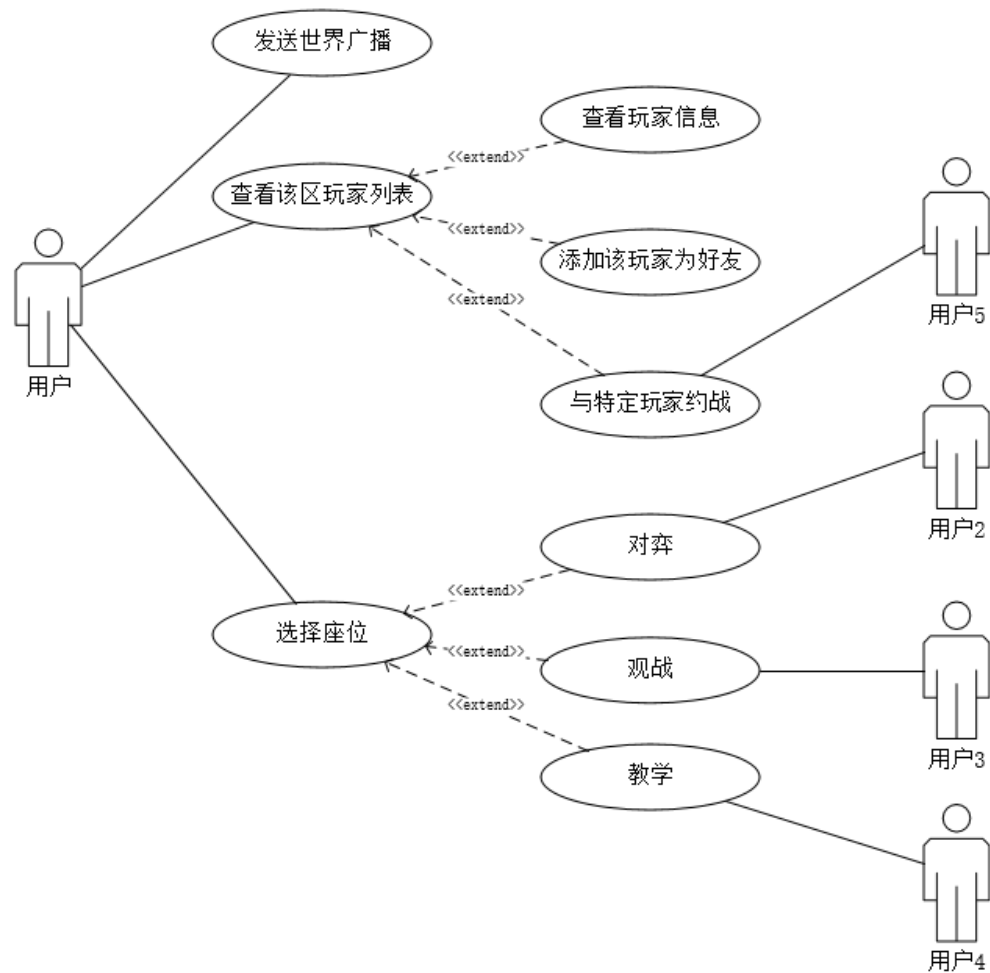 发送世界广播
查看玩家信息
<<extend>>
查看该区玩家列表
<<extend>>
添加该玩家为好友
<<extend>>
用户5
用户
与特定玩家约战
用户2
对弈
<<extend>>
选择座位
<<extend>>
观战
<<extend>>
用户3
教学
用户4